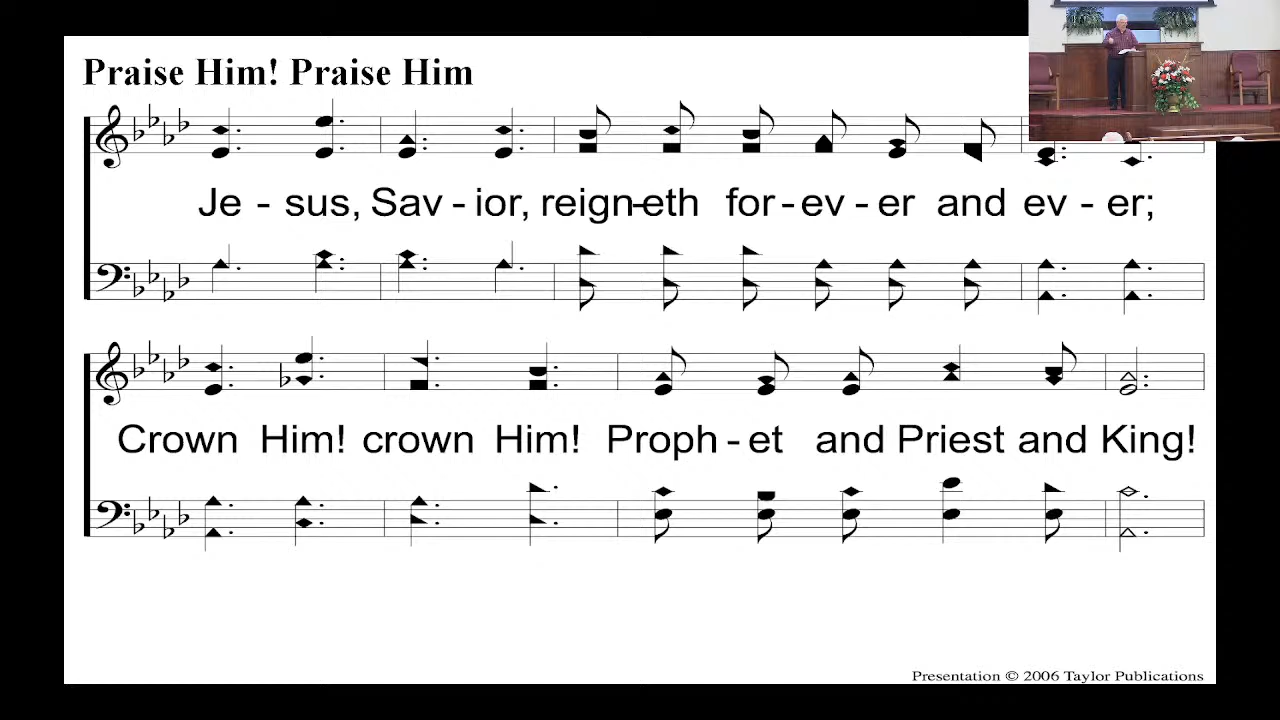 Praise Him! Praise Him
Je - sus, Sav - ior, reign-eth for - ev - er and ev - er;
Crown Him! crown Him! Proph - et and Priest and King!
Presentation © 2006 Taylor Publications